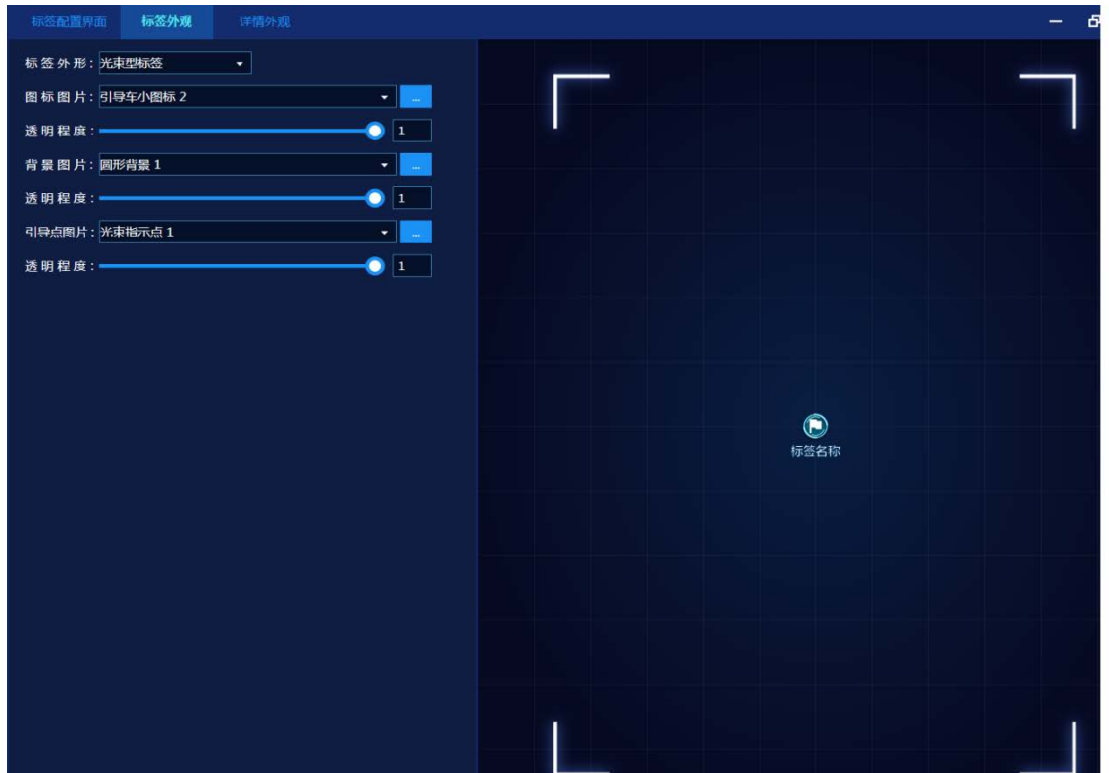 标签配置界面 标签外观 详情外观
标签外形: 光束型标签
图标图片: 引导车小图标 2 ...
透明程度: 1
背景图片: 圆形背景 1 ...
透明程度: 1
引导点图片: 光束指示点 1 ...
透明程度: 1
标签名称